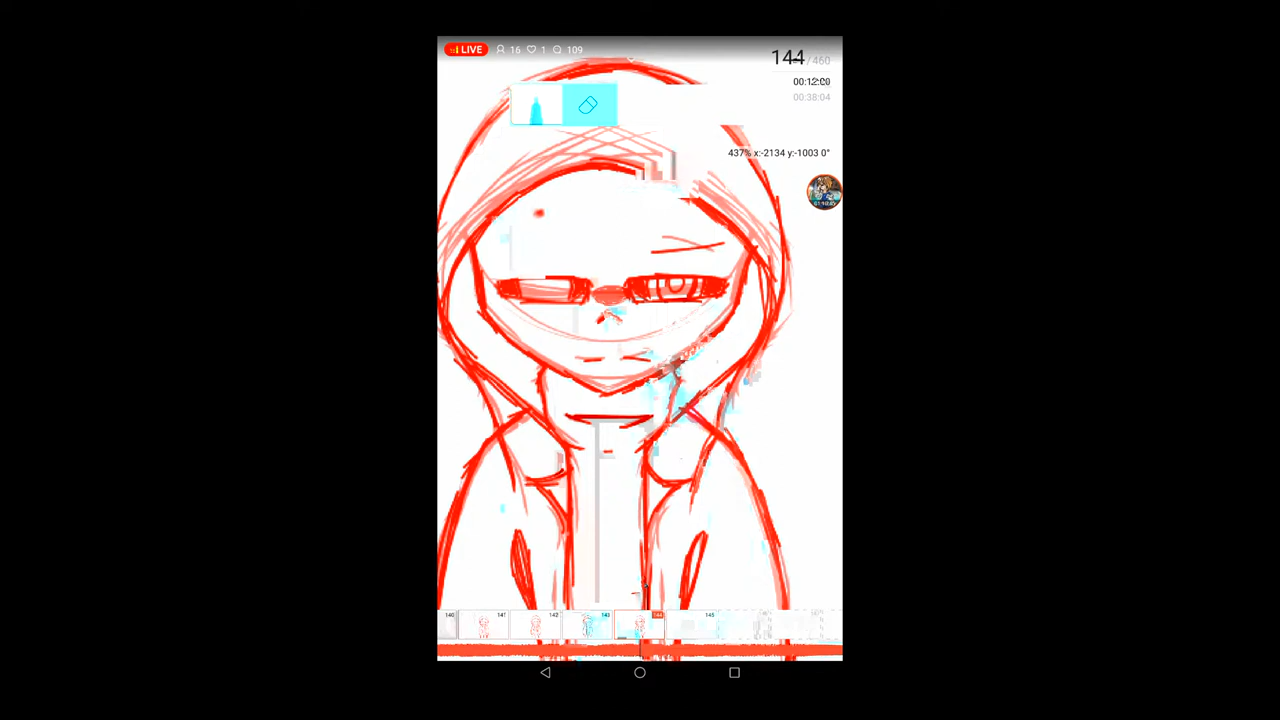 LIVE 16 1 109
144 / 460
00:12:00
00:38:04
437% x:-2134 y:-1003 0°
140 141 142 143 144 145